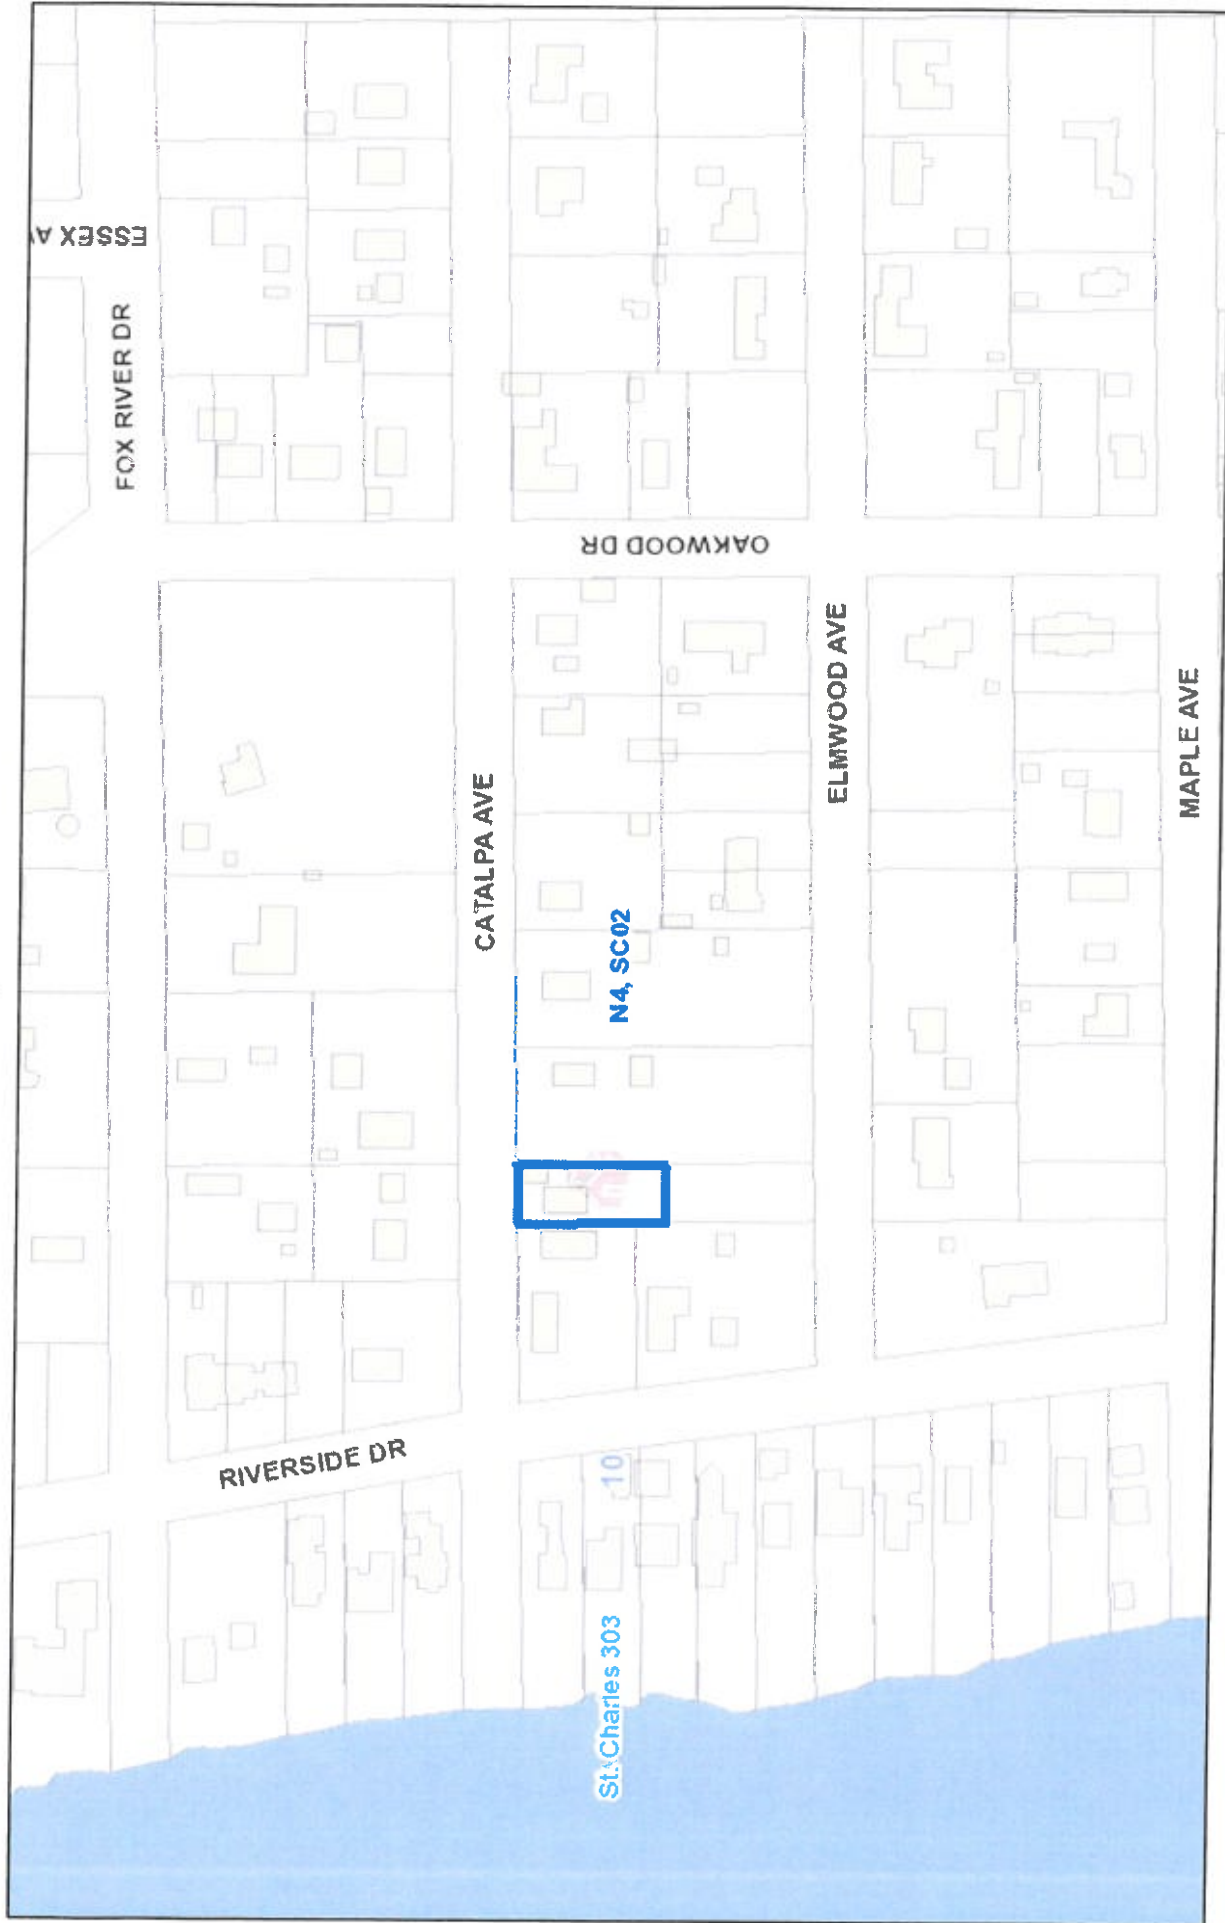 ESSEX AV
FOX RIVER DR
OAKWOOD DR
ELMWOOD AVE
MAPLE AVE
CATALPA AVE
N4, SC02
RIVERSIDE DR
10
St. Charles 303